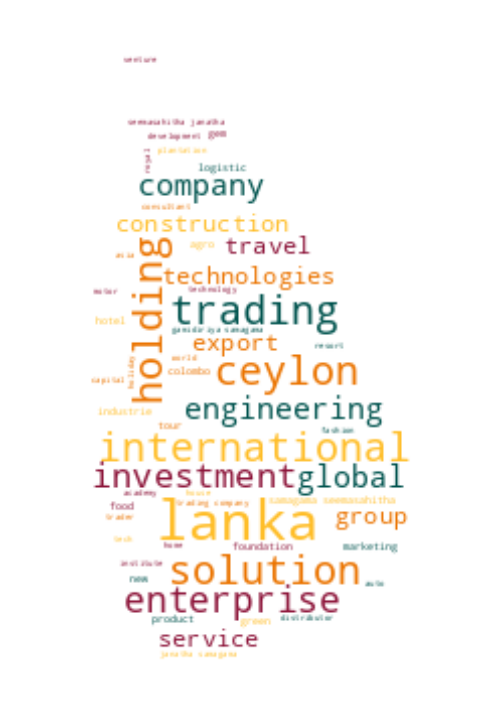 venture
seemasahitha janatha
development gem
royal
plantation
logistic
company
consultant
construction
agro travel
asia
holding
technologies
motor technology
trading
hotel
gamidiriya samagama
export resort
world
holiday
capital colombo ceylon
industrie engineering
tour fashion
international
investment global
academy house
food trading company samagama seemasahitha
trader lanka group
tech
home foundation marketing
institute solution
new auto
enterprise
product green distributor
service
janatha samagama